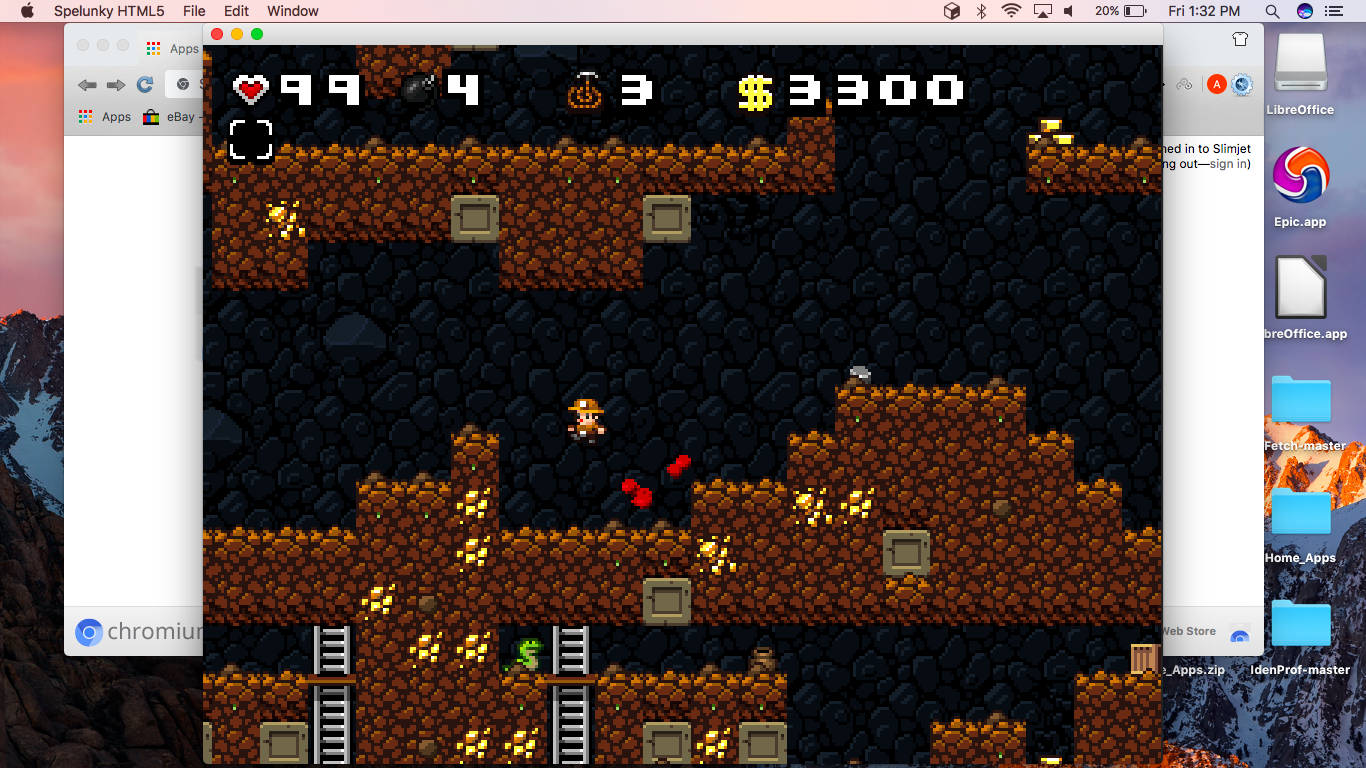 Spelunky HTML5 File Edit Window 20% Fri 1:32 PM
Apps
Apps eBay
99 4 3 $3300
ned in to Slimjet
ng out—sign in)
LibreOffice
Epic.app
breOffice.app
Fetch-master
Home_Apps
chromiun
Web Store
e_Apps.zip IdenProf-master